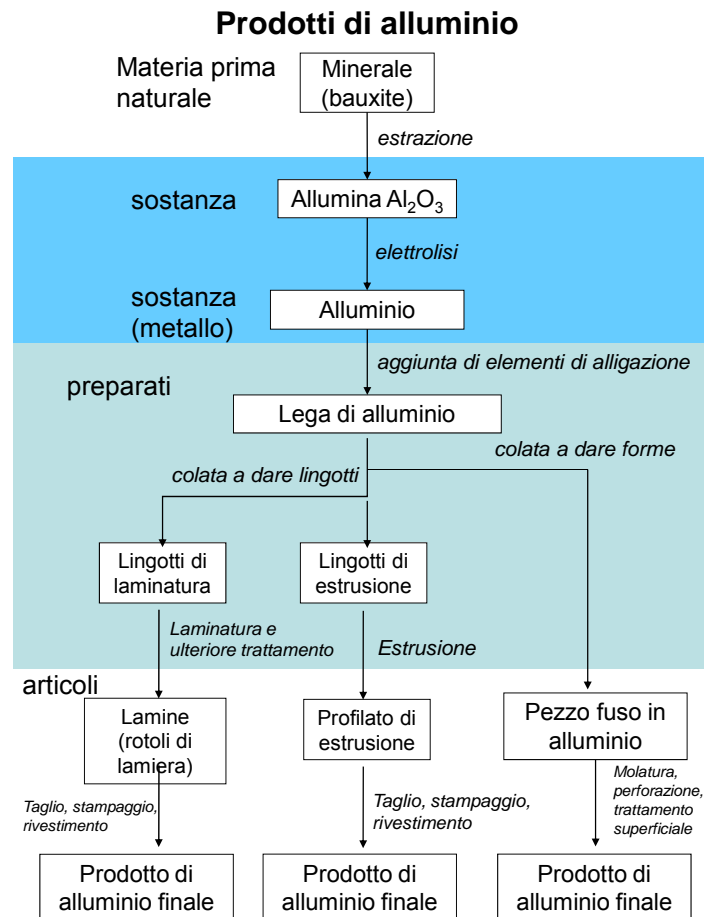 Prodotti di alluminio
Materia prima
naturale
Minerale
(bauxite)
estrazione
sostanza
Allumina Al₂O₃
elettrolisi
sostanza
(metallo)
Alluminio
aggiunta di elementi di alligazione
preparati
Lega di alluminio
colata a dare forme
colata a dare lingotti
Lingotti di
laminatura
Lingotti di
estrusione
Laminatura e
ulteriore trattamento
Estrusione
articoli
Lamine
(rotoli di
lamiera)
Profilato di
estrusione
Pezzo fuso in
alluminio
Taglio, stampaggio,
rivestimento
Taglio, stampaggio,
rivestimento
Molatura,
perforazione,
trattamento
superficiale
Prodotto di
alluminio finale
Prodotto di
alluminio finale
Prodotto di
alluminio finale